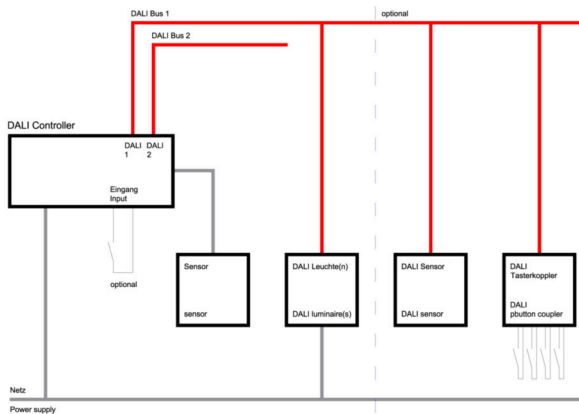 DALI Bus 1
optional
DALI Bus 2
DALI Controller
DALI DALI
1 2
Eingang
Input
optional
Sensor
sensor
DALI Leuchte(n)
DALI luminaire(s)
DALI Sensor
DALI sensor
DALI
Tasterkoppler
DALI
pbutton coupler
Netz
Power supply